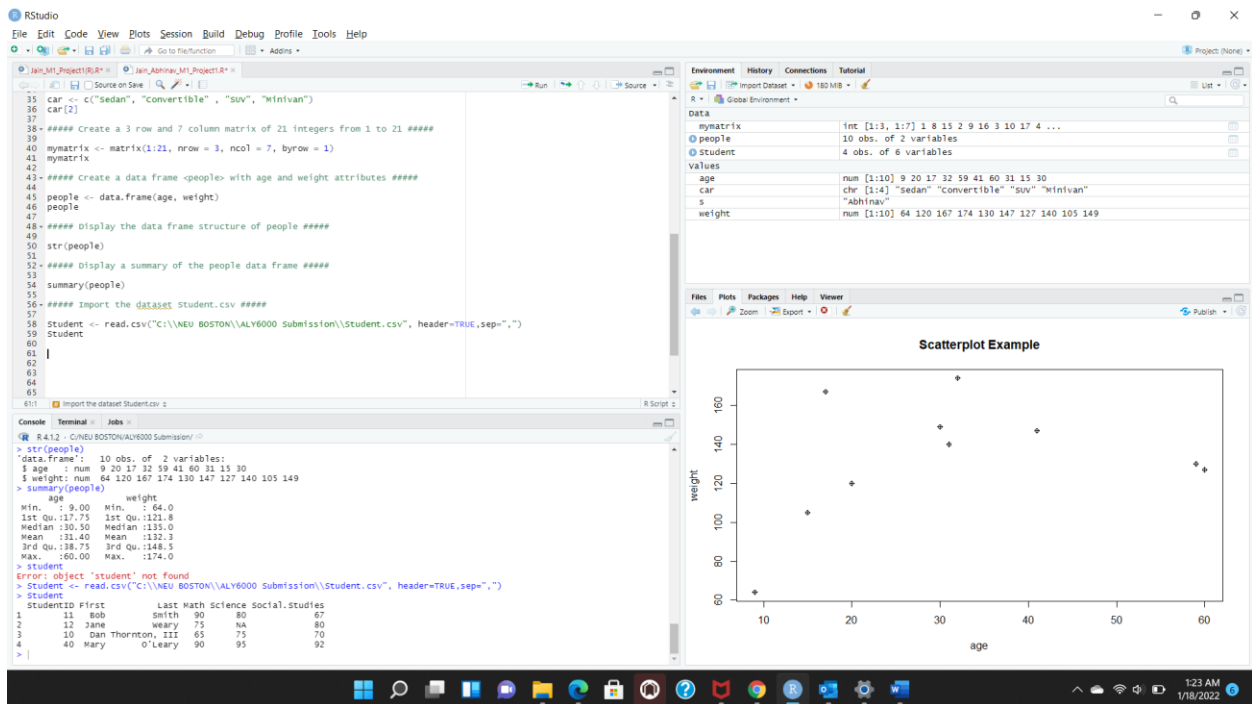 RStudio
File Edit Code View Plots Session Build Debug Profile Tools Help
Go to file/function Addins
Project: (None)
Jain_M1_Project1(R).R* Jain_Abhinav_M1_Project1.R*
Source on Save Run Source
35 car <- c("Sedan", "Convertible" , "SUV", "Minivan")
36 car[2]
37
38 ##### Create a 3 row and 7 column matrix of 21 integers from 1 to 21 #####
39
40 mymatrix <- matrix(1:21, nrow = 3, ncol = 7, byrow = 1)
41 mymatrix
42
43 ##### Create a data frame <people> with age and weight attributes #####
44
45 people <- data.frame(age, weight)
46 people
47
48 ##### Display the data frame structure of people #####
49
50 str(people)
51
52 ##### Display a summary of the people data frame #####
53
54 summary(people)
55
56 ##### Import the dataset Student.csv #####
57
58 Student <- read.csv("C:\\NEU BOSTON\\ALY6000 Submission\\Student.csv", header=TRUE,sep=",")
59 Student
60
61
62
63
64
65
61:1 Import the dataset Student.csv R Script
Console Terminal Jobs
R 4.1.2 · C:/NEU BOSTON/ALY6000 Submission/
> str(people)
'data.frame': 10 obs. of 2 variables:
$ age : num 9 20 17 32 59 41 60 31 15 30
$ weight: num 64 120 167 174 130 147 127 140 105 149
> summary(people)
age weight
Min. : 9.00 Min. : 64.0
1st Qu.:17.75 1st Qu.:121.8
Median :30.50 Median :135.0
Mean :31.40 Mean :132.3
3rd Qu.:38.75 3rd Qu.:148.5
Max. :60.00 Max. :174.0
> student
Error: object 'student' not found
> Student <- read.csv("C:\\NEU BOSTON\\ALY6000 Submission\\Student.csv", header=TRUE,sep=",")
> Student
StudentID First Last Math Science Social.Studies
1 11 Bob Smith 90 80 67
2 12 Jane Weary 75 NA 80
3 10 Dan Thornton, III 65 75 70
4 40 Mary O'Leary 90 95 92
>
Environment History Connections Tutorial
Import Dataset 180 MiB List
R Global Environment
Data
mymatrix int [1:3, 1:7] 1 8 15 2 9 16 3 10 17 4 ...
people 10 obs. of 2 variables
Student 4 obs. of 6 variables
Values
age num [1:10] 9 20 17 32 59 41 60 31 15 30
car chr [1:4] "Sedan" "Convertible" "SUV" "Minivan"
s "Abhinav"
weight num [1:10] 64 120 167 174 130 147 127 140 105 149
Files Plots Packages Help Viewer
Zoom Export Publish
Scatterplot Example
weight
160
140
120
100
80
60
10 20 30 40 50 60
age
1:23 AM
1/18/2022
6